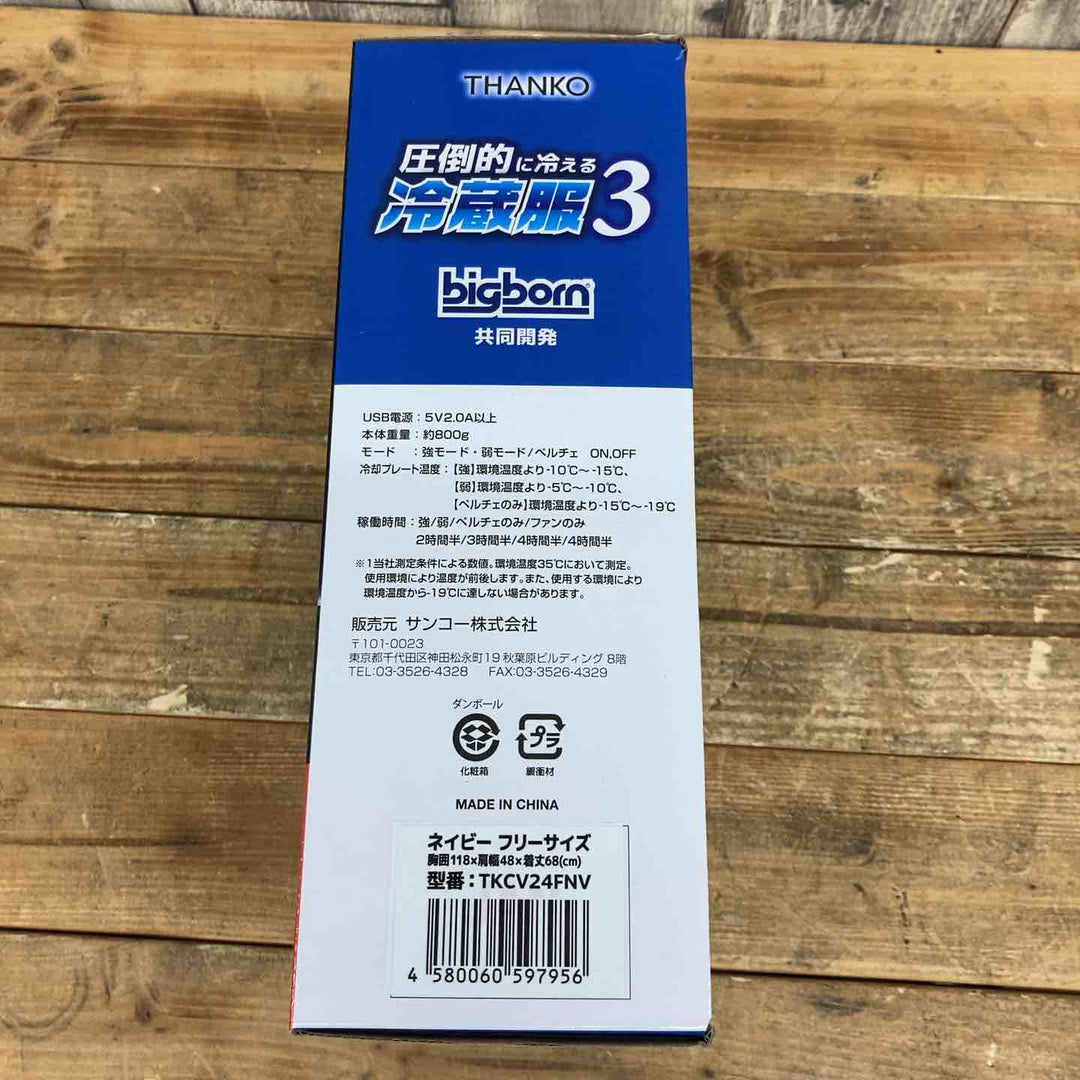 THANKO
圧倒的に冷える
冷蔵服3
bigborn
共同開発
USB電源：5V2.0A以上
本体重量：約800g
モード　：強モード・弱モード/ペルチェ　ON,OFF
冷却プレート温度：【強】環境温度より-10℃〜-15℃、
【弱】環境温度より-5℃〜-10℃、
【ペルチェのみ】環境温度より-15℃〜-19℃
稼働時間：強/弱/ペルチェのみ/ファンのみ
2時間半/3時間半/4時間半/4時間半
※1当社測定条件による数値。環境温度35℃において測定。
使用環境により温度が前後します。また、使用する環境により
環境温度から-19℃に達しない場合があります。
販売元 サンコー株式会社
〒101-0023
東京都千代田区神田松永町19 秋葉原ビルディング 8階
TEL:03-3526-4328　FAX:03-3526-4329
ダンボール
プラ
化粧箱　緩衝材
MADE IN CHINA
ネイビー フリーサイズ
胸囲118×肩幅48×着丈68(cm)
型番：TKCV24FNV
4 580060 597956